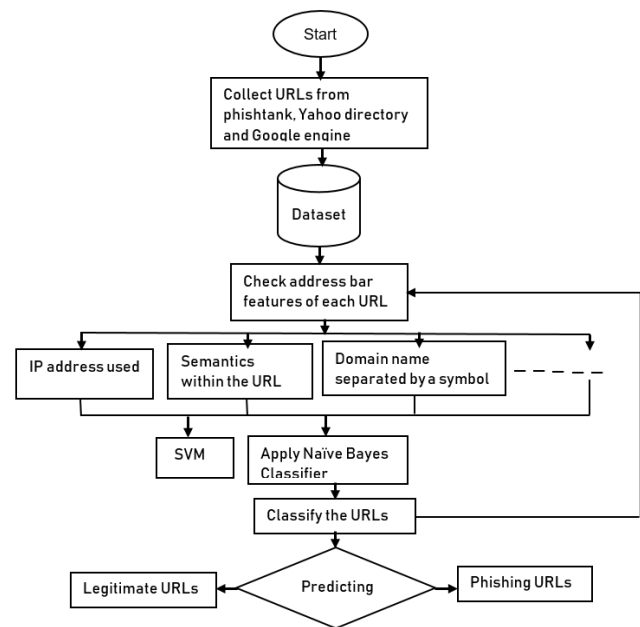 Start
Collect URLs from
phishtank, Yahoo directory
and Google engine
Dataset
Check address bar
features of each URL
IP address used
Semantics
within the URL
Domain name
separated by a symbol
SVM
Apply Naïve Bayes
Classifier
Classify the URLs
Legitimate URLs
Predicting
Phishing URLs